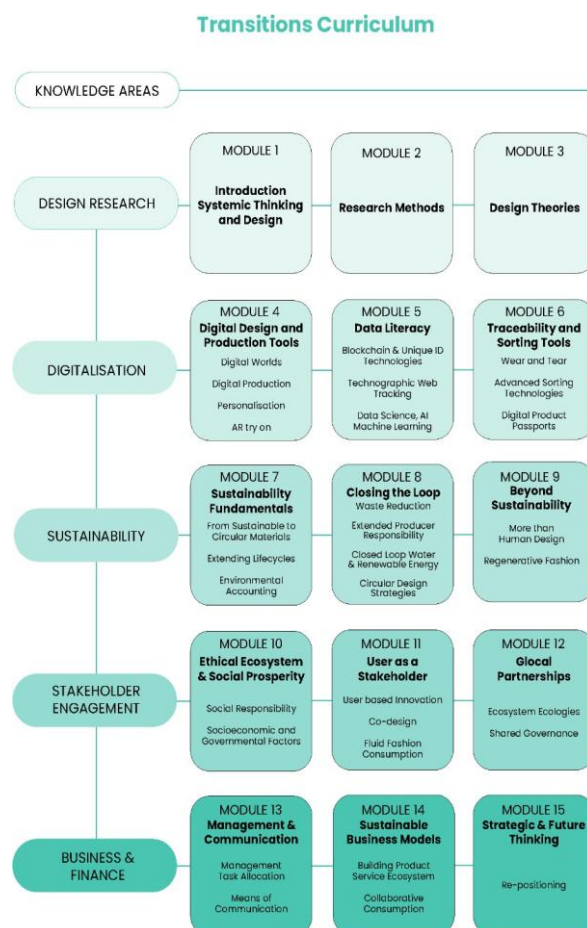 Transitions Curriculum
KNOWLEDGE AREAS
DESIGN RESEARCH
MODULE 1
Introduction
Systemic Thinking
and Design
MODULE 2
Research Methods
MODULE 3
Design Theories
DIGITALISATION
MODULE 4
Digital Design and
Production Tools
Digital Worlds
Digital Production
Personalisation
AR try on
MODULE 5
Data Literacy
Blockchain & Unique ID
Technologies
Technographic Web
Tracking
Data Science, AI
Machine Learning
MODULE 6
Traceability and
Sorting Tools
Wear and Tear
Advanced Sorting
Technologies
Digital Product
Passports
SUSTAINABILITY
MODULE 7
Sustainability
Fundamentals
From Sustainable to
Circular Materials
Extending Lifecycles
Environmental
Accounting
MODULE 8
Closing the Loop
Waste Reduction
Extended Producer
Responsibility
Closed Loop Water
& Renewable Energy
Circular Design
Strategies
MODULE 9
Beyond
Sustainability
More than
Human Design
Regenerative Fashion
STAKEHOLDER
ENGAGEMENT
MODULE 10
Ethical Ecosystem
& Social Prosperity
Social Responsibility
Socioeconomic and
Governmental Factors
MODULE 11
User as a
Stakeholder
User based Innovation
Co-design
Fluid Fashion
Consumption
MODULE 12
Glocal
Partnerships
Ecosystem Ecologies
Shared Governance
BUSINESS &
FINANCE
MODULE 13
Management &
Communication
Management
Task Allocation
Means of
Communication
MODULE 14
Sustainable
Business Models
Building Product
Service Ecosystem
Collaborative
Consumption
MODULE 15
Strategic & Future
Thinking
Re-positioning